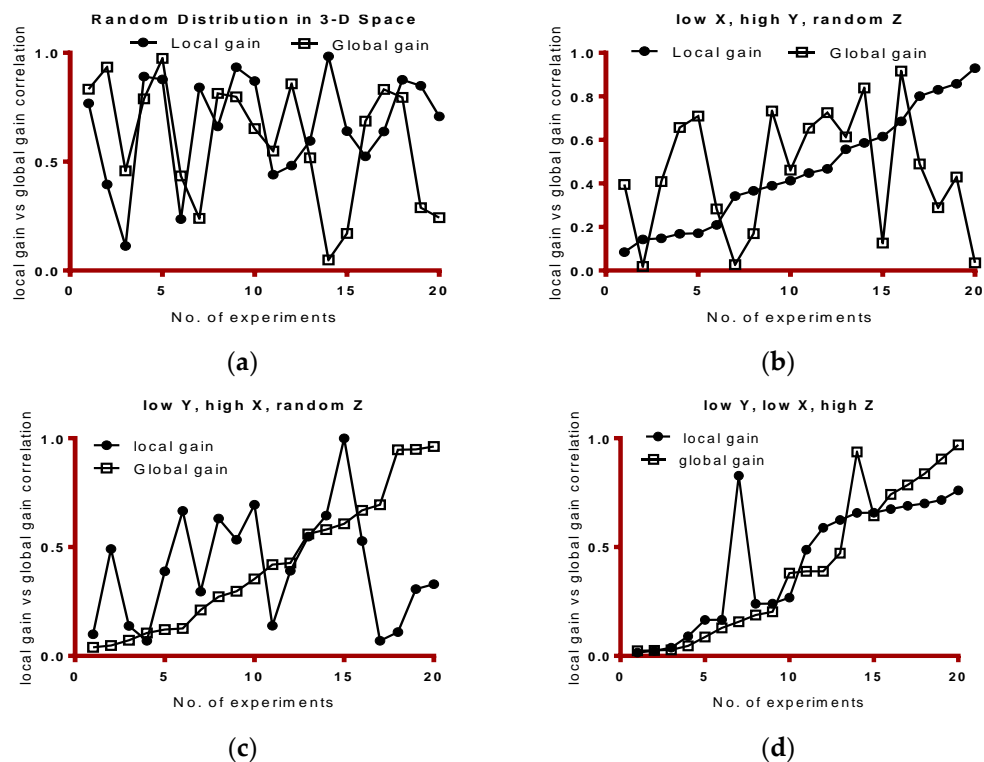 Random Distribution in 3-D Space
Local gain
Global gain
local gain vs global gain correlation
1.0
0.5
0.0
0
5
10
15
20
No. of experiments
(a)
low X, high Y, random Z
Local gain
Global gain
local gain vs global gain correlation
1.0
0.8
0.6
0.4
0.2
0.0
0
5
10
15
20
No. of experiments
(b)
low Y, high X, random Z
local gain
Global gain
local gain vs global gain correlation
1.0
0.5
0.0
0
5
10
15
20
No. of experiments
(c)
low Y, low X, high Z
local gain
global gain
local gain vs global gain correlation
1.0
0.5
0.0
0
5
10
15
20
No. of experiments
(d)